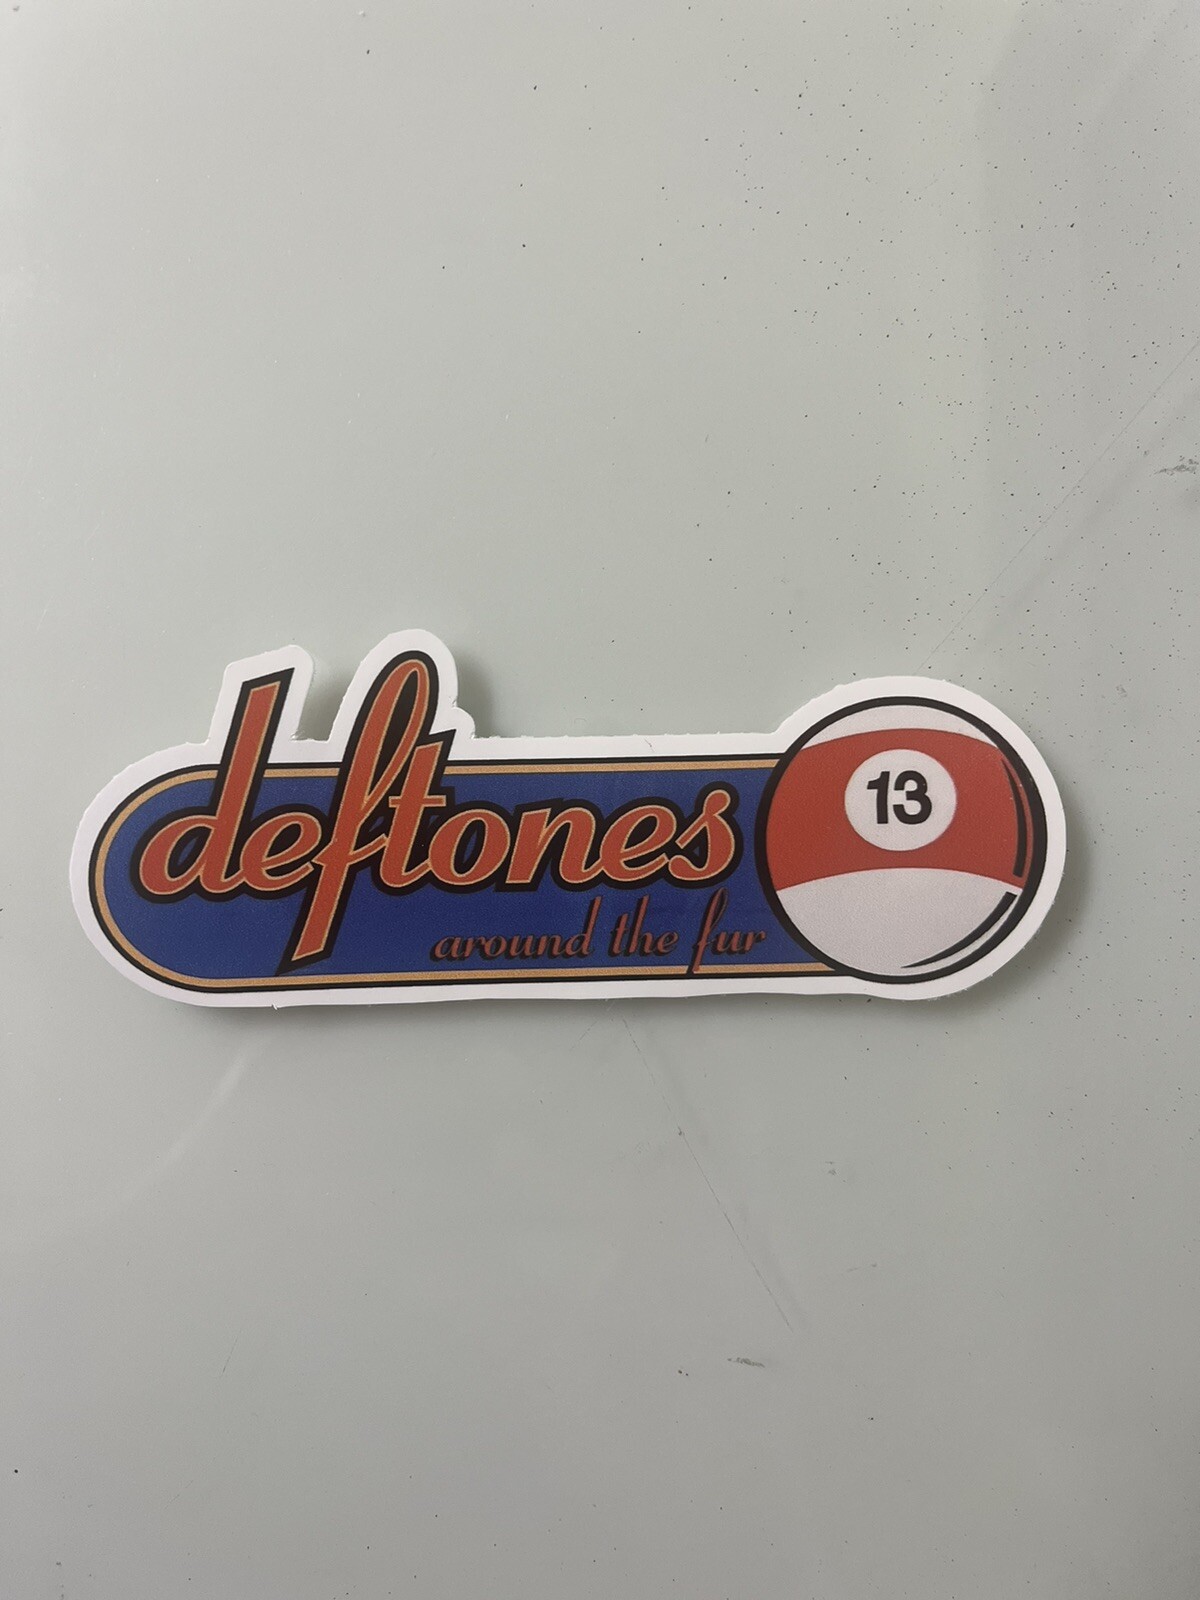 deftones
around the fur
13